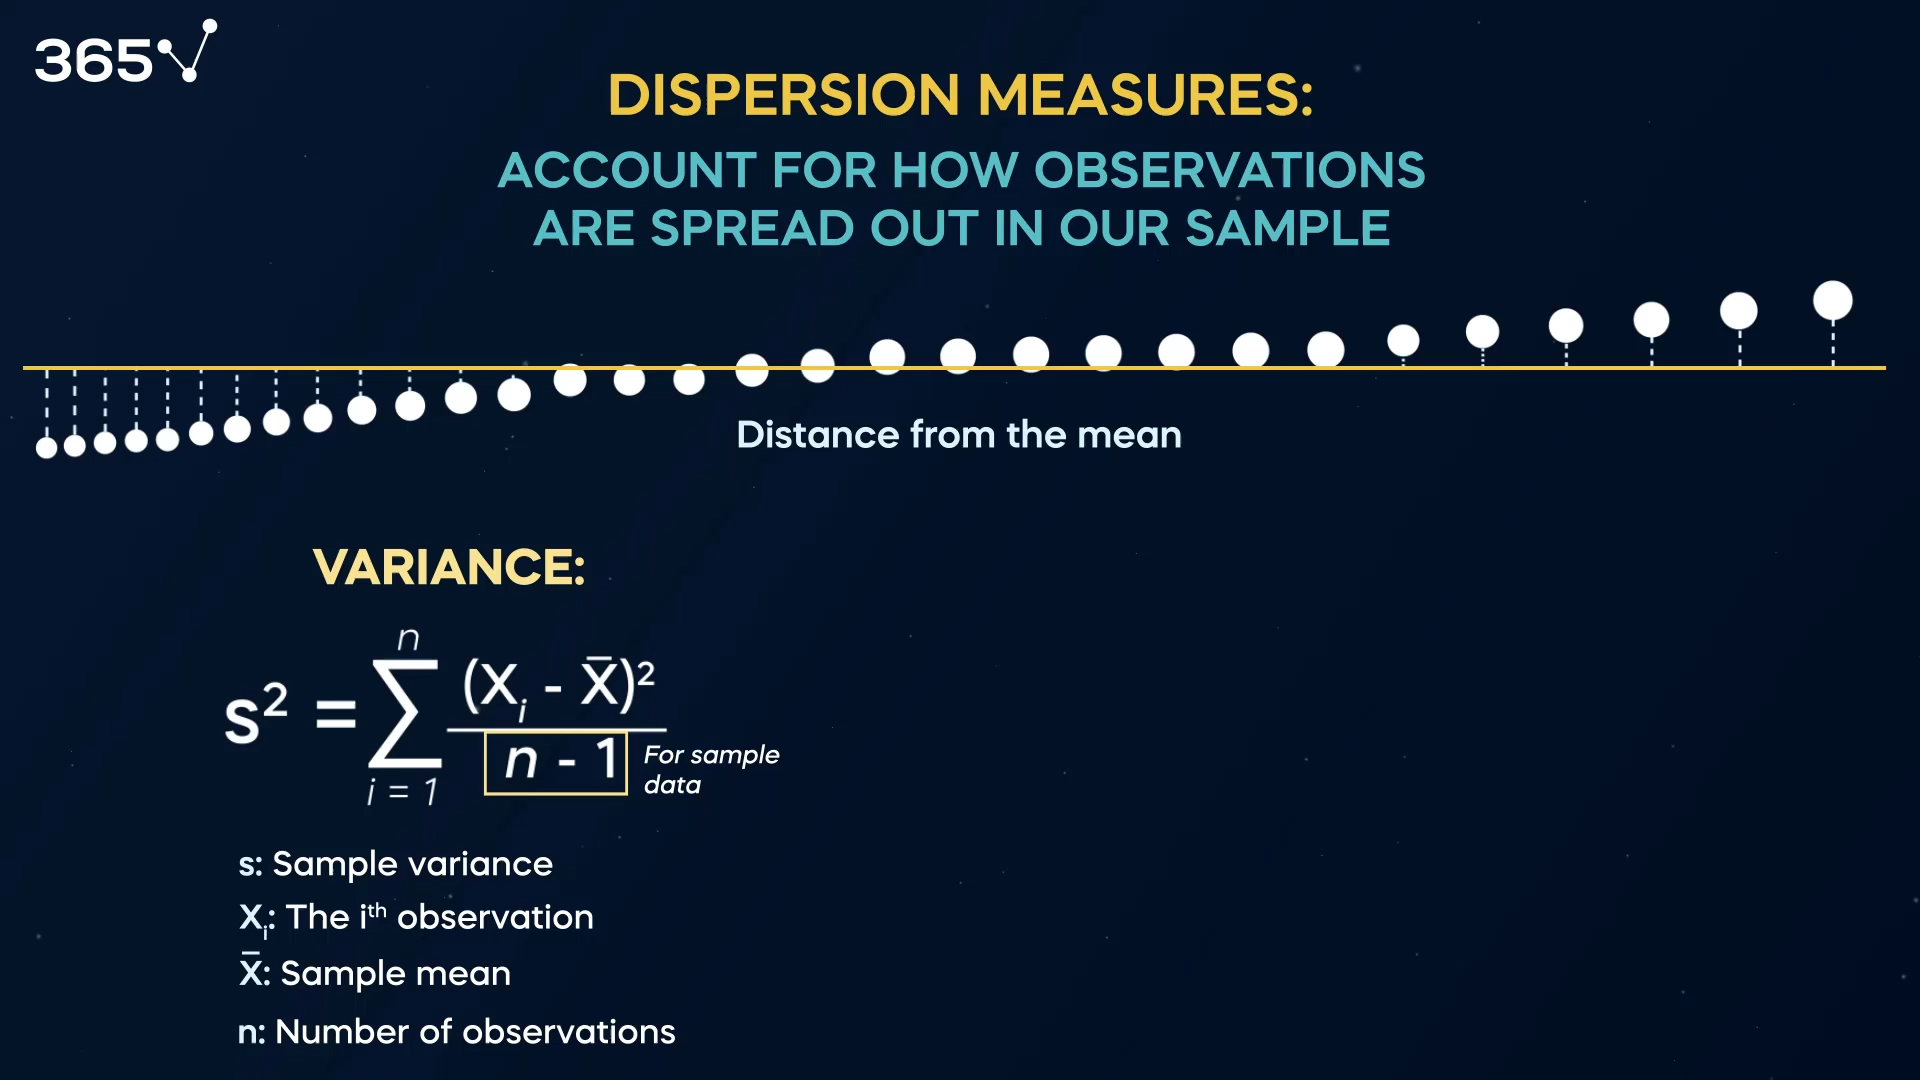 365
DISPERSION MEASURES:
ACCOUNT FOR HOW OBSERVATIONS
ARE SPREAD OUT IN OUR SAMPLE
Distance from the mean
VARIANCE:
s² = ∑ⁿᵢ₌₁ (Xᵢ - X̄)² / n - 1
For sample
data
s: Sample variance
Xᵢ: The iᵗʰ observation
X̄: Sample mean
n: Number of observations